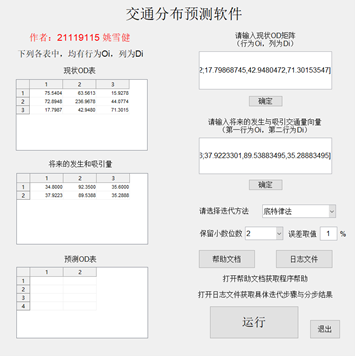 交通分布预测软件
作者：21119115 姚雪健
下列各表中，均有行为Oi，列为Di
现状OD表
1 2 3
1 75.5404 63.5613 15.9278
2 72.6948 236.9678 44.0774
3 17.7987 42.9480 71.3015
将来的发生和吸引量
1 2 3
1 34.8000 92.3500 35.6000
2 37.9223 89.5388 35.2888
预测OD表
1 2
1
2
3
4
请输入现状OD矩阵
（行为Oi，列为Di）
2;17.79868745,42.9480472,71.30153547]
确定
请输入将来的发生与吸引交通量向量
（第一行为Oi，第二行为Di）
;37.9223301,89.53883495,35.28883495]
确定
请选择迭代方法 底特律法
保留小数位数 2 误差取值 1 %
帮助文档 日志文件
打开帮助文档获取程序帮助
打开日志文件获取具体迭代步骤与分步结果
运行
退出